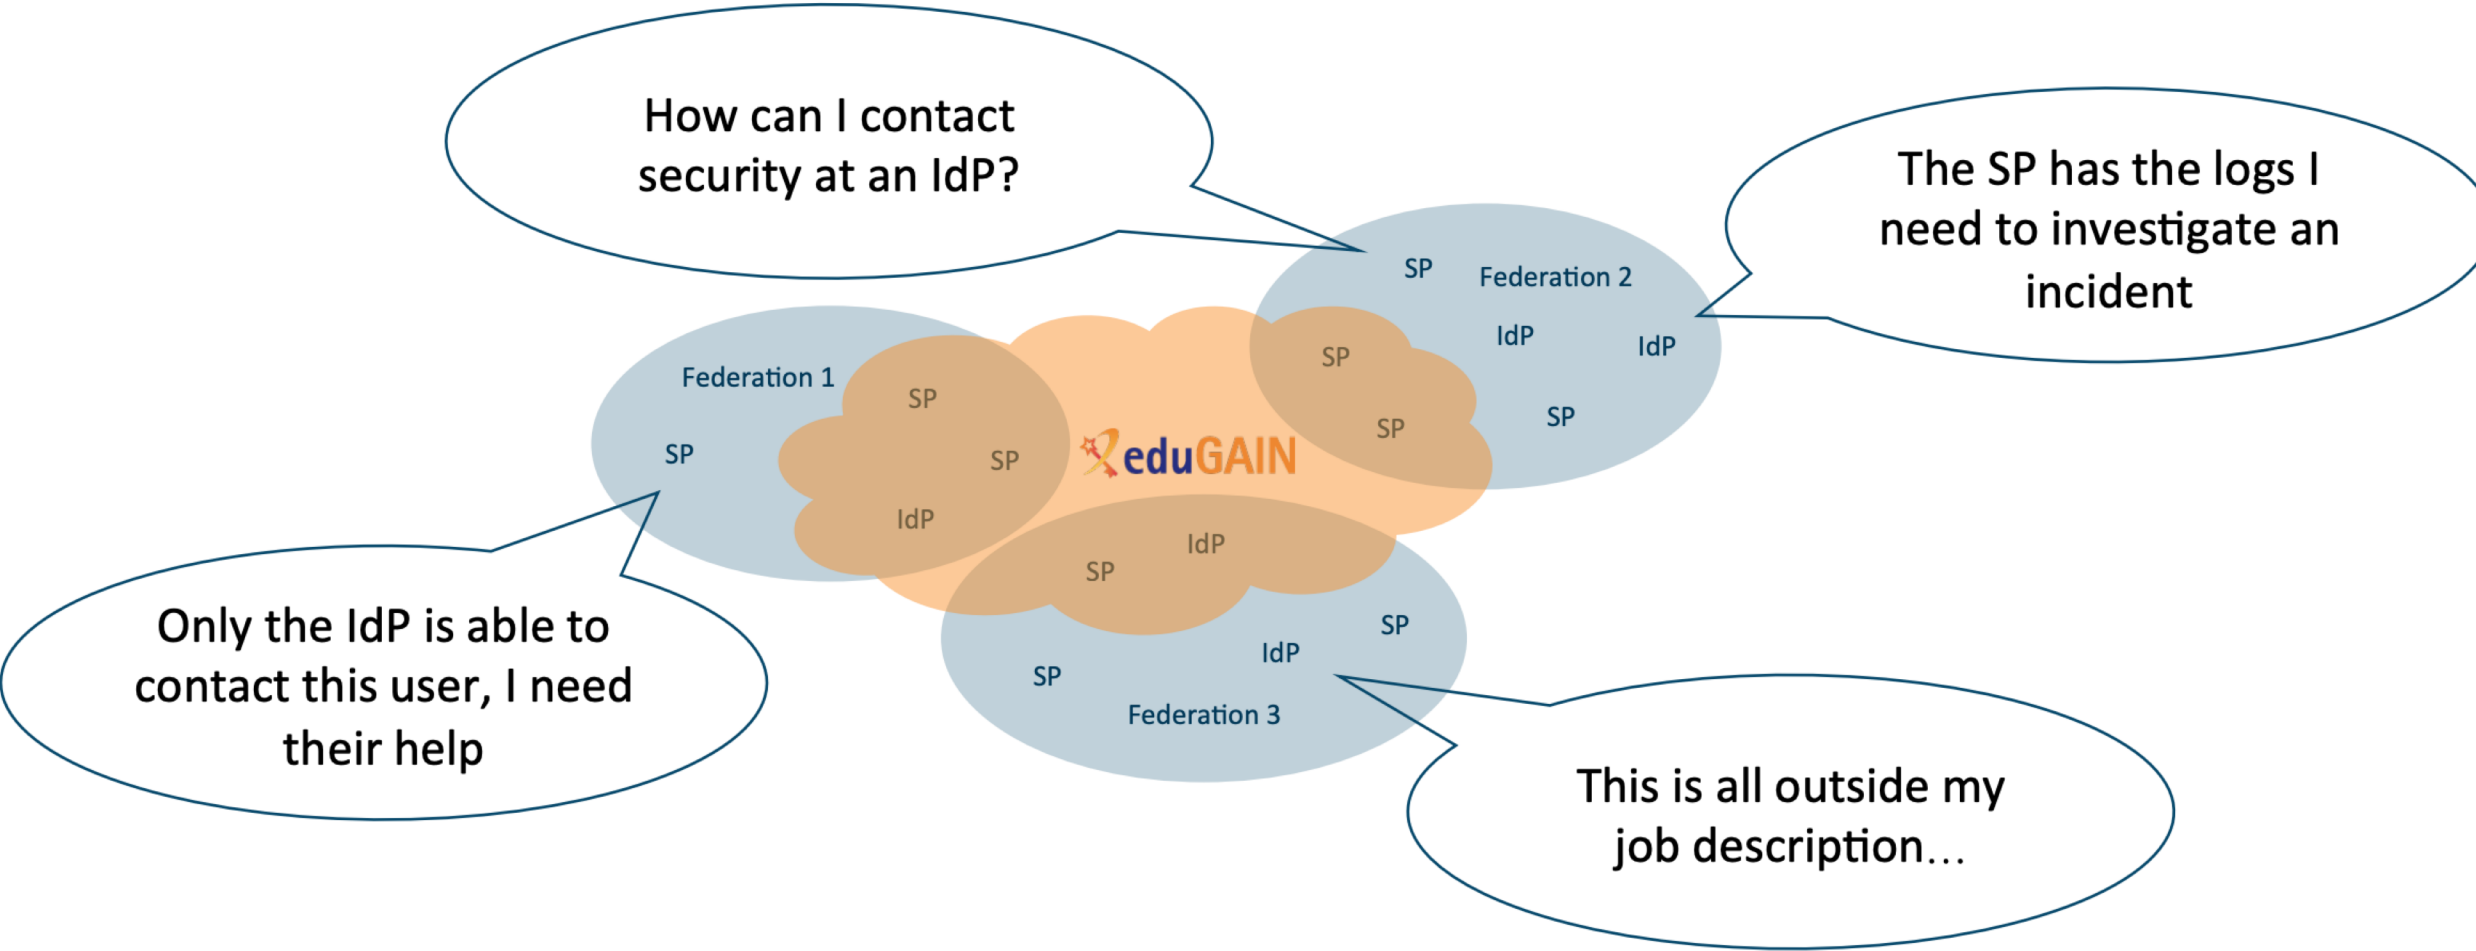 How can I contact
security at an IdP?
The SP has the logs I
need to investigate an
incident
SP
Federation 2
IdP
IdP
SP
SP
SP
Federation 1
SP
SP
SP
IdP
eduGAIN
IdP
SP
SP
IdP
SP
Federation 3
Only the IdP is able to
contact this user, I need
their help
This is all outside my
job description...